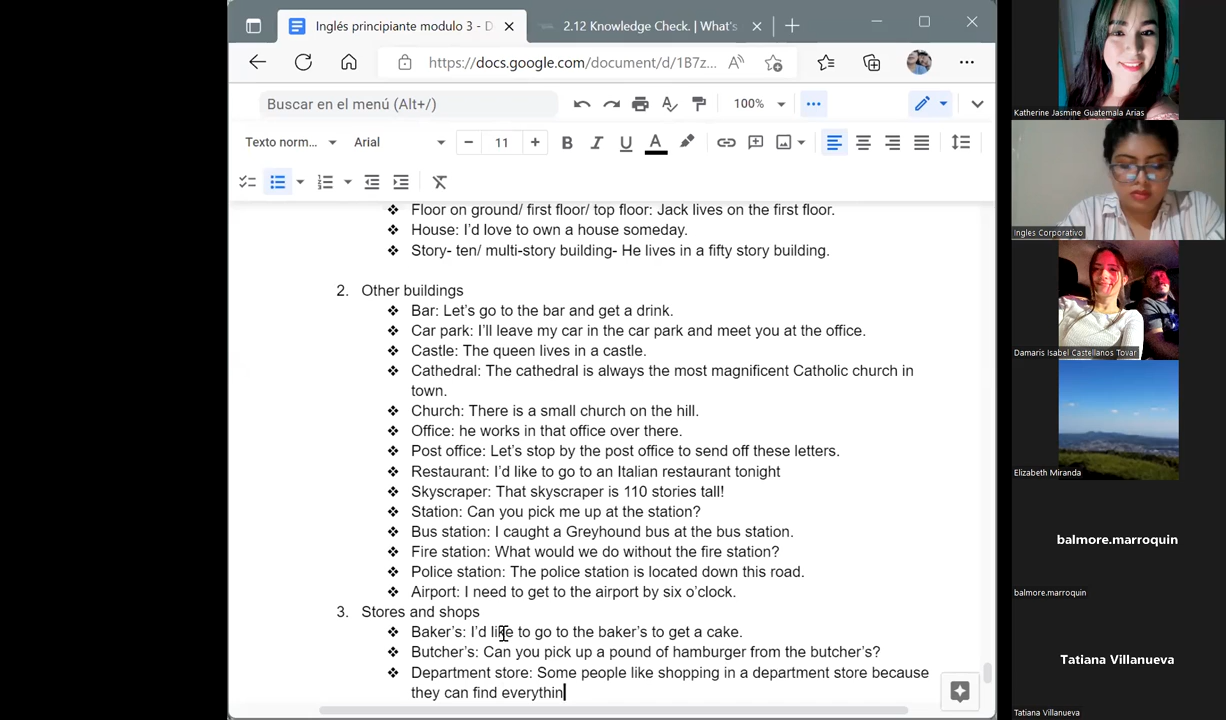 Inglés principiante modulo 3 - D
2.12 Knowledge Check. | What's
https://docs.google.com/document/d/1B7z...
Buscar en el menú (Alt+/)
100%
Texto norm...
Arial
11
Floor on ground/ first floor/ top floor: Jack lives on the first floor.
House: I'd love to own a house someday.
Story- ten/ multi-story building- He lives in a fifty story building.
2. Other buildings
Bar: Let's go to the bar and get a drink.
Car park: I'll leave my car in the car park and meet you at the office.
Castle: The queen lives in a castle.
Cathedral: The cathedral is always the most magnificent Catholic church in
town.
Church: There is a small church on the hill.
Office: he works in that office over there.
Post office: Let's stop by the post office to send off these letters.
Restaurant: I'd like to go to an Italian restaurant tonight
Skyscraper: That skyscraper is 110 stories tall!
Station: Can you pick me up at the station?
Bus station: I caught a Greyhound bus at the bus station.
Fire station: What would we do without the fire station?
Police station: The police station is located down this road.
Airport: I need to get to the airport by six o'clock.
3. Stores and shops
Baker's: I'd like to go to the baker's to get a cake.
Butcher's: Can you pick up a pound of hamburger from the butcher's?
Department store: Some people like shopping in a department store because
they can find everythin
Katherine Jasmine Guatemala Arias
Ingles Corporativo
Damaris Isabel Castellanos Tovar
Elizabeth Miranda
balmore.marroquin
balmore.marroquin
Tatiana Villanueva
Tatiana Villanueva